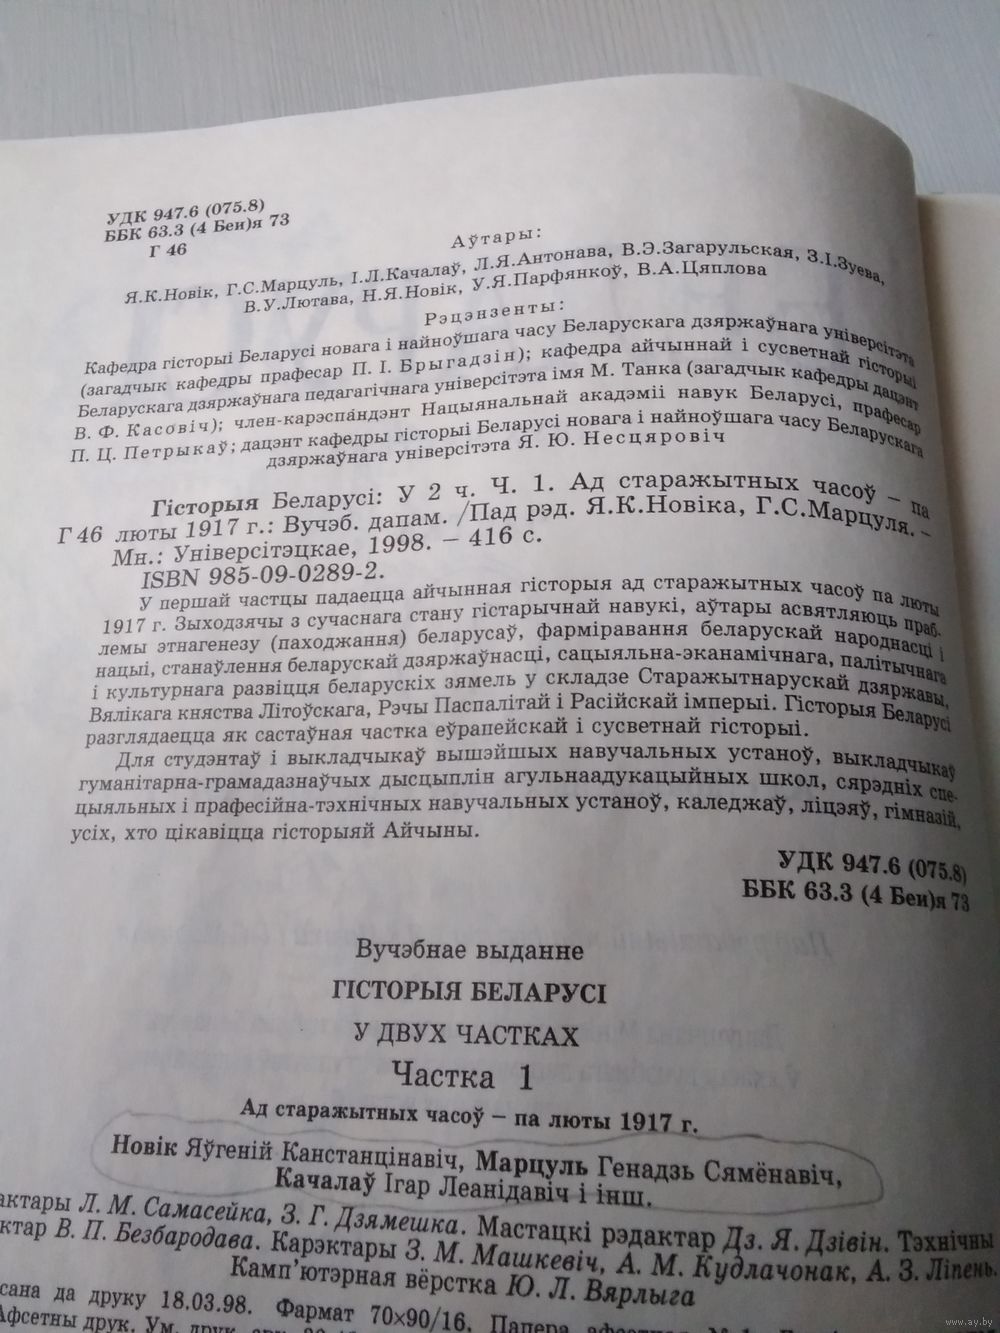 УДК 947.6 (075.8)
ББК 63.3 (4 Беи)я 73
Г 46
Аўтары:
Я.К.Новік, Г.С.Марцуль, І.Л.Качалаў, Л.Я.Антонава, В.Э.Загарульская, З.І.Зуева,
В.У.Лютава, Н.Я.Новік, У.Я.Парфянкоў, В.А.Цяплова
Рэцэнзенты:
Кафедра гісторыі Беларусі новага і найноўшага часу Беларускага дзяржаўнага універсітэта
(загадчык кафедры прафесар П. І. Брыгадзін); кафедра айчыннай і сусветнай гісторыі
Беларускага дзяржаўнага педагагічнага універсітэта імя М. Танка (загадчык кафедры дацэнт
В. Ф. Касовіч); член-карэспандэнт Нацыянальнай акадэміі навук Беларусі, прафесар
П. Ц. Петрыкаў; дацэнт кафедры гісторыі Беларусі новага і найноўшага часу Беларускага
дзяржаўнага універсітэта Я. Ю. Несцяровіч
Гісторыя Беларусі: У 2 ч. Ч. 1. Ад старажытных часоў – па
Г 46 люты 1917 г.: Вучэб. дапам. /Пад рэд. Я.К.Новіка, Г.С.Марцуля. –
Мн.: Універсітэцкае, 1998. – 416 с.
ISBN 985-09-0289-2.
У першай частцы падаецца айчынная гісторыя ад старажытных часоў па люты
1917 г. Зыходзячы з сучаснага стану гістарычнай навукі, аўтары асвятляюць праб-
лемы этнагенезу (паходжання) беларусаў, фарміравання беларускай народнасці і
нацыі, станаўлення беларускай дзяржаўнасці, сацыяльна-эканамічнага, палітычнага
і культурнага развіцця беларускіх зямель у складзе Старажытнарускай дзяржавы,
Вялікага княства Літоўскага, Рэчы Паспалітай і Расійскай імперыі. Гісторыя Беларусі
разглядаецца як састаўная частка еўрапейскай і сусветнай гісторыі.
Для студэнтаў і выкладчыкаў вышэйшых навучальных устаноў, выкладчыкаў
гуманітарна-грамадазнаўчых дысцыплін агульнаадукацыйных школ, сярэдніх спе-
цыяльных і прафесійна-тэхнічных навучальных устаноў, каледжаў, ліцэяў, гімназій,
усіх, хто цікавіцца гісторыяй Айчыны.
УДК 947.6 (075.8)
ББК 63.3 (4 Беи)я 73
Вучэбнае выданне
ГІСТОРЫЯ БЕЛАРУСІ
У ДВУХ ЧАСТКАХ
Частка 1
Ад старажытных часоў – па люты 1917 г.
Новік Яўгеній Канстанцінавіч, Марцуль Генадзь Сямёнавіч,
Качалаў Ігар Леанідавіч і інш.
актары Л. М. Самасейка, З. Г. Дзямешка. Мастацкі рэдактар Дз. Я. Дзівін. Тэхнічны
ктар В. П. Безбародава. Карэктары З. М. Машкевіч, А. М. Кудлачонак, А. З. Ліпень.
Камп'ютэрная вёрстка Ю. Л. Вярлыга
сана да друку 18.03.98. Фармат 70×90/16. Папера
Афсетны друк. Ум. друк.
www.ay.by